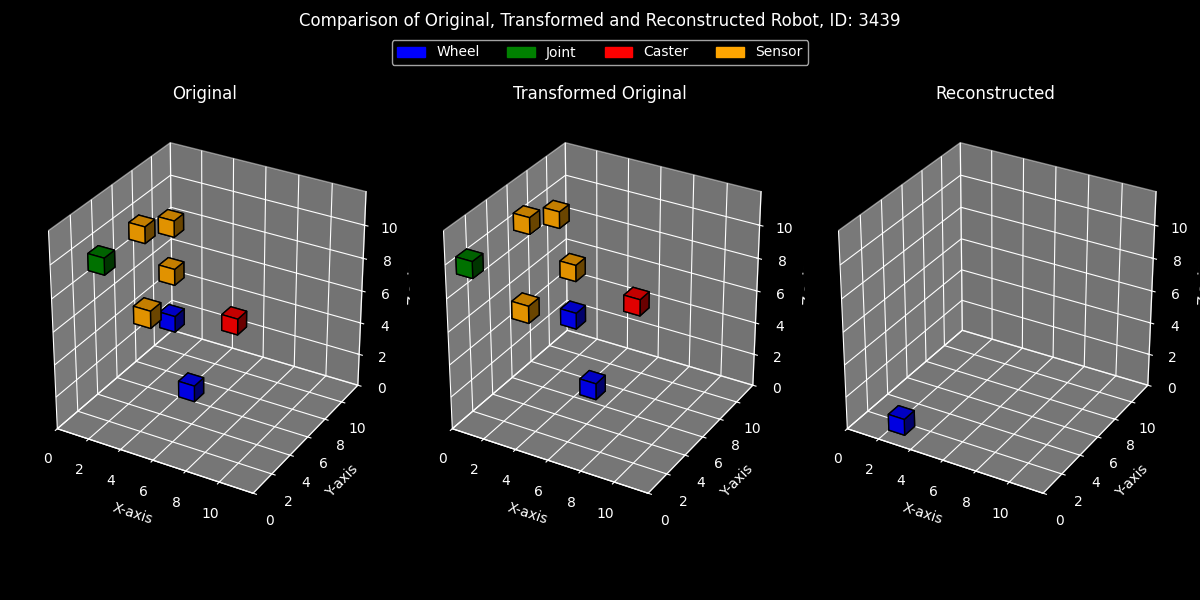 Comparison of Original, Transformed and Reconstructed Robot, ID: 3439
Wheel Joint Caster Sensor
Original
Transformed Original
Reconstructed
0 2 4 6 8 10
X-axis
0 2 4 6 8 10
Y-axis
0 2 4 6 8 10
0 2 4 6 8 10
X-axis
0 2 4 6 8 10
Y-axis
0 2 4 6 8 10
0 2 4 6 8 10
X-axis
0 2 4 6 8 10
Y-axis
0 2 4 6 8 10